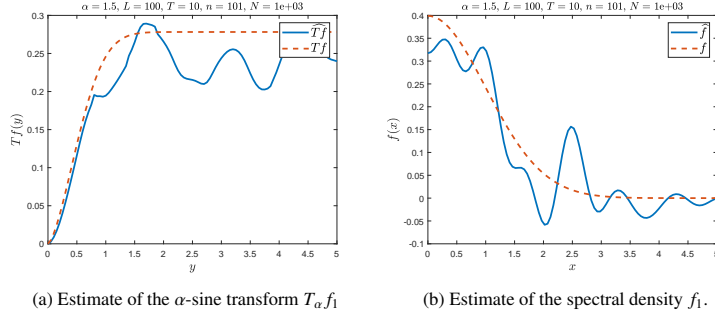 α = 1.5, L = 100, T = 10, n = 101, N = 1e+03
0.3
0.25
0.2
0.15
0.1
0.05
0
T f(y)
0 0.5 1 1.5 2 2.5 3 3.5 4 4.5 5
y
T̂f
Tf
(a) Estimate of the α-sine transform Tα f1
α = 1.5, L = 100, T = 10, n = 101, N = 1e+03
0.4
0.35
0.3
0.25
0.2
0.15
0.1
0.05
0
-0.05
-0.1
f(x)
0 0.5 1 1.5 2 2.5 3 3.5 4 4.5 5
x
f̂
f
(b) Estimate of the spectral density f1.